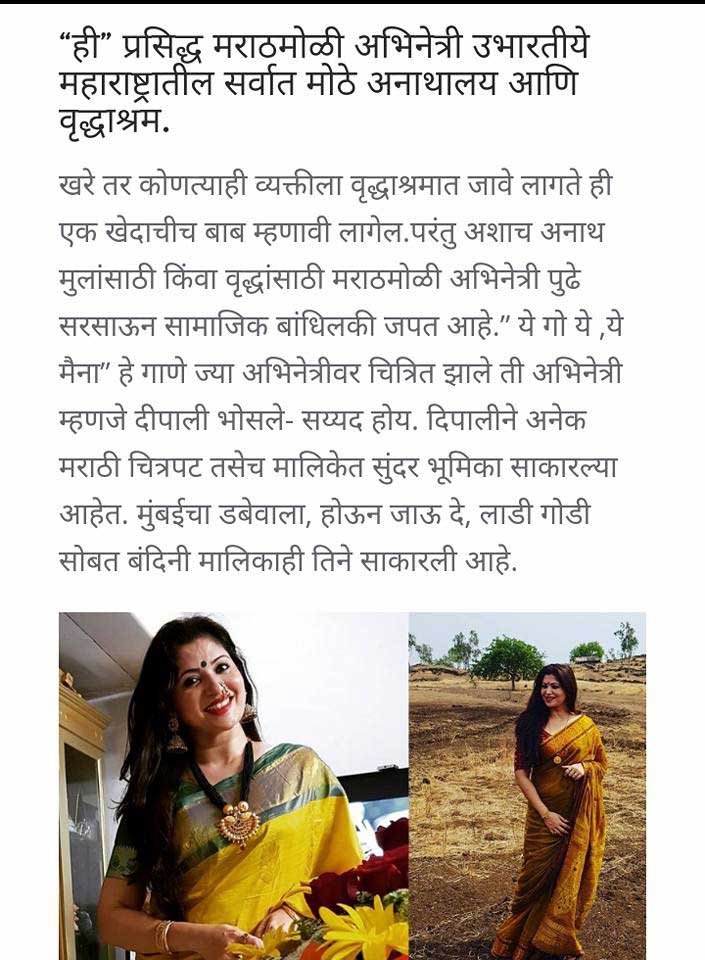 “ही” प्रसिद्ध मराठमोळी अभिनेत्री उभारतीये
महाराष्ट्रातील सर्वात मोठे अनाथालय आणि
वृद्धाश्रम.
खरे तर कोणत्याही व्यक्तीला वृद्धाश्रमात जावे लागते ही
एक खेदाचीच बाब म्हणावी लागेल.परंतु अशाच अनाथ
मुलांसाठी किंवा वृद्धांसाठी मराठमोळी अभिनेत्री पुढे
सरसाऊन सामाजिक बांधिलकी जपत आहे.” ये गो ये ,ये
मैना” हे गाणे ज्या अभिनेत्रीवर चित्रित झाले ती अभिनेत्री
म्हणजे दीपाली भोसले- सय्यद होय. दिपालीने अनेक
मराठी चित्रपट तसेच मालिकेत सुंदर भूमिका साकारल्या
आहेत. मुंबईचा डबेवाला, होऊन जाऊ दे, लाडी गोडी
सोबत बंदिनी मालिकाही तिने साकारली आहे.